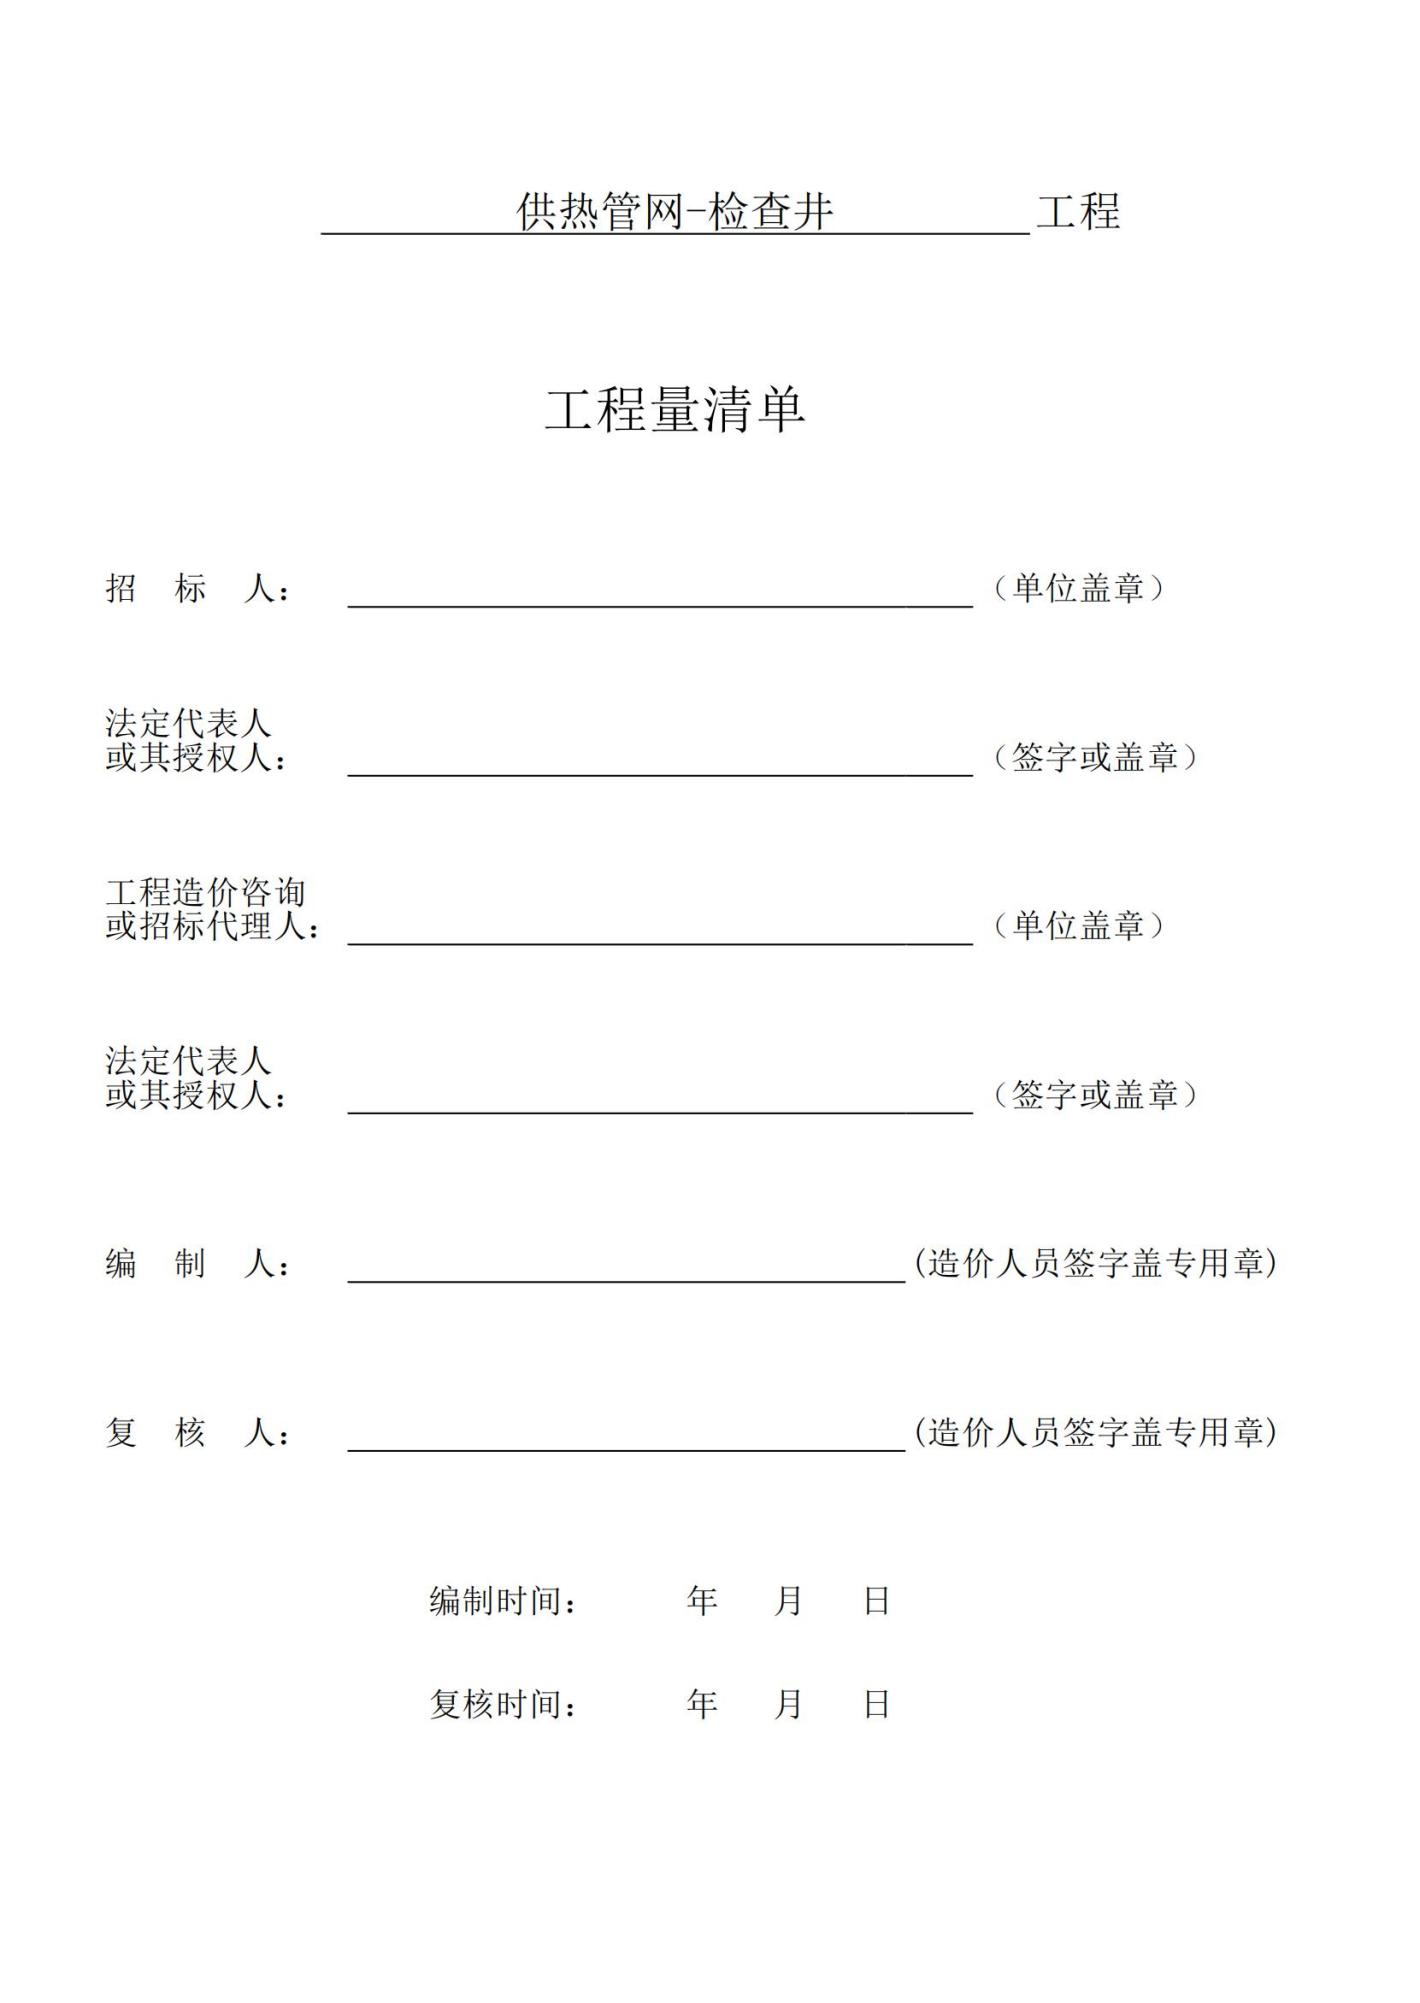 供热管网-检查井 工程
工程量清单
招 标 人： （单位盖章）
法定代表人
或其授权人： （签字或盖章）
工程造价咨询
或招标代理人： （单位盖章）
法定代表人
或其授权人： （签字或盖章）
编 制 人： (造价人员签字盖专用章)
复 核 人： (造价人员签字盖专用章)
编制时间： 年 月 日
复核时间： 年 月 日